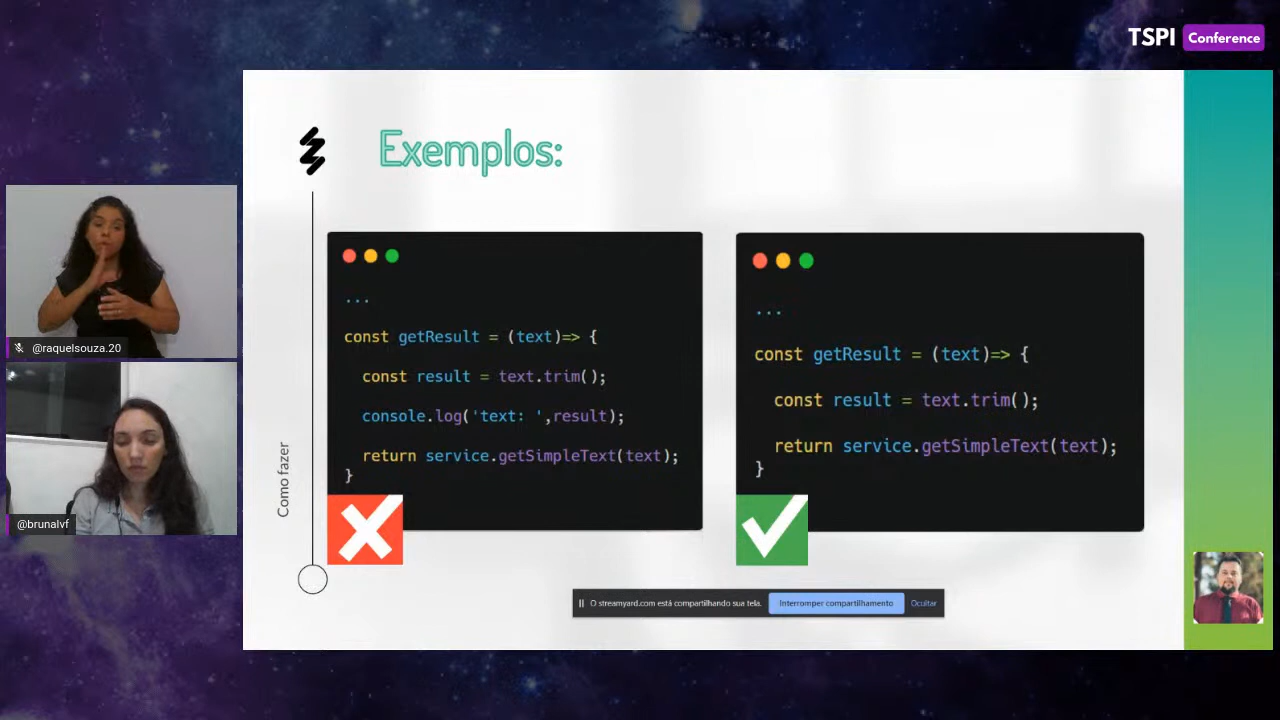 TSPI Conference
Exemplos:
Como fazer
...
const getResult = (text)=> {
const result = text.trim();
console.log('text: ',result);
return service.getSimpleText(text);
}
...
const getResult = (text)=> {
const result = text.trim();
return service.getSimpleText(text);
}
@raquelsouza.20
@brunalvf
O streamyard.com está compartilhando sua tela. Interromper compartilhamento Ocultar